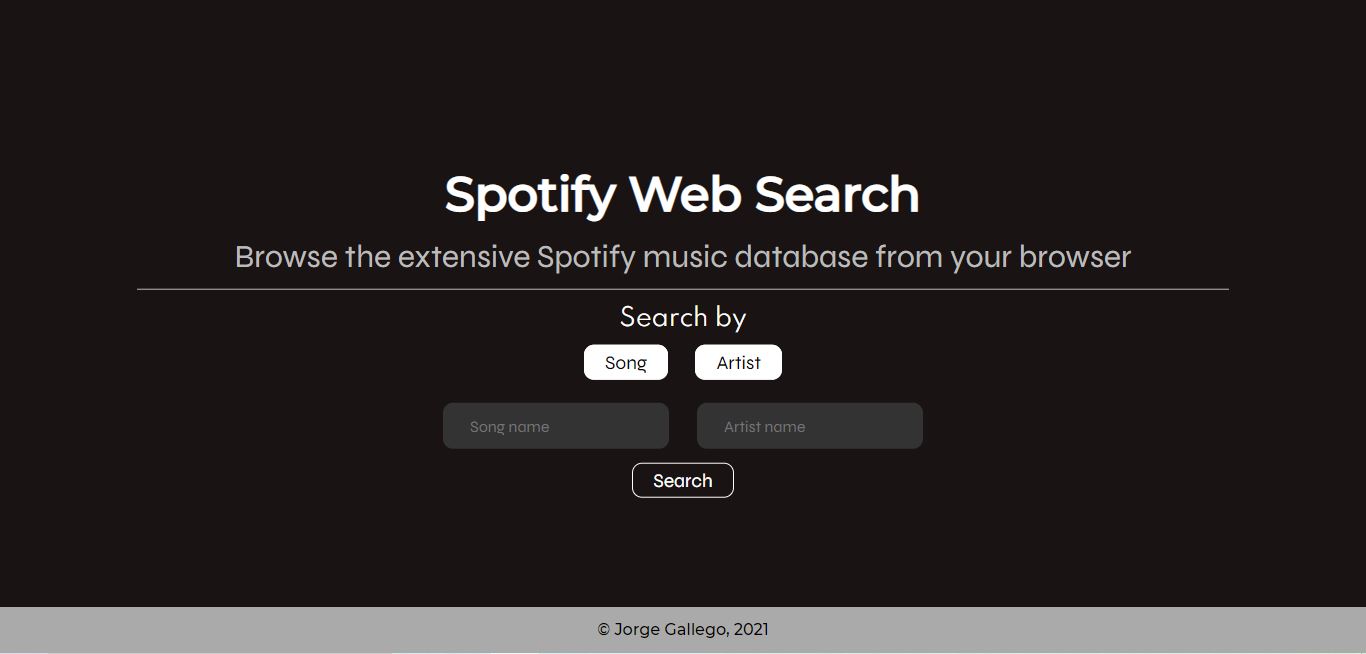 Spotify Web Search
Browse the extensive Spotify music database from your browser
Search by
Song Artist
Song name Artist name
Search
© Jorge Gallego, 2021